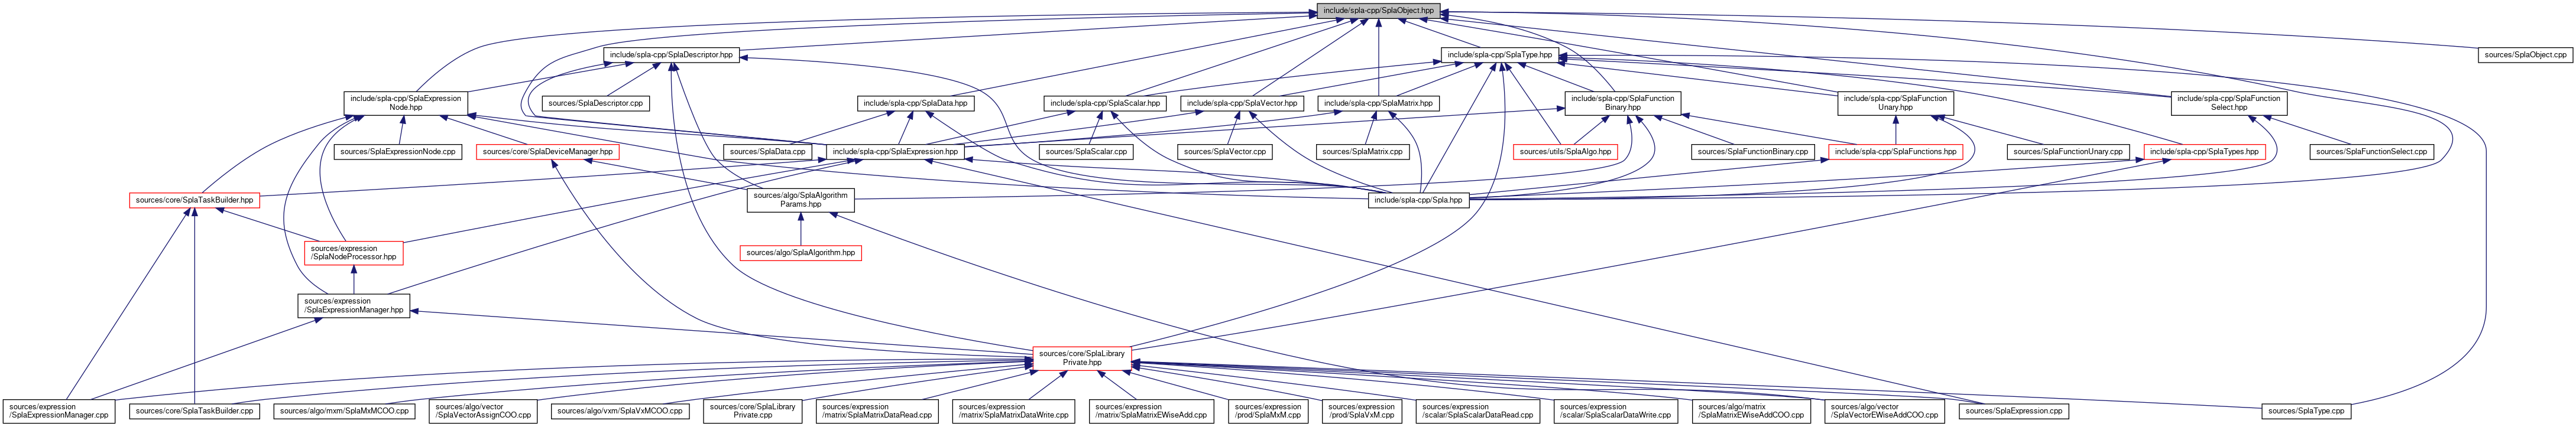 include/spla-cpp/SplaObject.hpp
include/spla-cpp/SplaDescriptor.hpp
include/spla-cpp/SplaType.hpp
sources/SplaObject.cpp
include/spla-cpp/SplaExpression
Node.hpp
sources/SplaDescriptor.cpp
include/spla-cpp/SplaData.hpp
include/spla-cpp/SplaScalar.hpp
include/spla-cpp/SplaVector.hpp
include/spla-cpp/SplaMatrix.hpp
include/spla-cpp/SplaFunction
Binary.hpp
include/spla-cpp/SplaFunction
Unary.hpp
include/spla-cpp/SplaFunction
Select.hpp
sources/SplaExpressionNode.cpp
sources/core/SplaDeviceManager.hpp
sources/SplaData.cpp
include/spla-cpp/SplaExpression.hpp
sources/SplaScalar.cpp
sources/SplaVector.cpp
sources/SplaMatrix.cpp
sources/utils/SplaAlgo.hpp
sources/SplaFunctionBinary.cpp
include/spla-cpp/SplaFunctions.hpp
sources/SplaFunctionUnary.cpp
include/spla-cpp/SplaTypes.hpp
sources/SplaFunctionSelect.cpp
sources/core/SplaTaskBuilder.hpp
sources/algo/SplaAlgorithm
Params.hpp
include/spla-cpp/Spla.hpp
sources/expression
/SplaNodeProcessor.hpp
sources/algo/SplaAlgorithm.hpp
sources/expression
/SplaExpressionManager.hpp
sources/core/SplaLibrary
Private.hpp
sources/expression
/SplaExpressionManager.cpp
sources/core/SplaTaskBuilder.cpp
sources/algo/mxm/SplaMxMCOO.cpp
sources/algo/vector
/SplaVectorAssignCOO.cpp
sources/algo/vxm/SplaVxMCOO.cpp
sources/core/SplaLibrary
Private.cpp
sources/expression
/matrix/SplaMatrixDataRead.cpp
sources/expression
/matrix/SplaMatrixDataWrite.cpp
sources/expression
/matrix/SplaMatrixEWiseAdd.cpp
sources/expression
/prod/SplaMxM.cpp
sources/expression
/prod/SplaVxM.cpp
sources/expression
/scalar/SplaScalarDataRead.cpp
sources/expression
/scalar/SplaScalarDataWrite.cpp
sources/algo/matrix
/SplaMatrixEWiseAddCOO.cpp
sources/algo/vector
/SplaVectorEWiseAddCOO.cpp
sources/SplaExpression.cpp
sources/SplaType.cpp